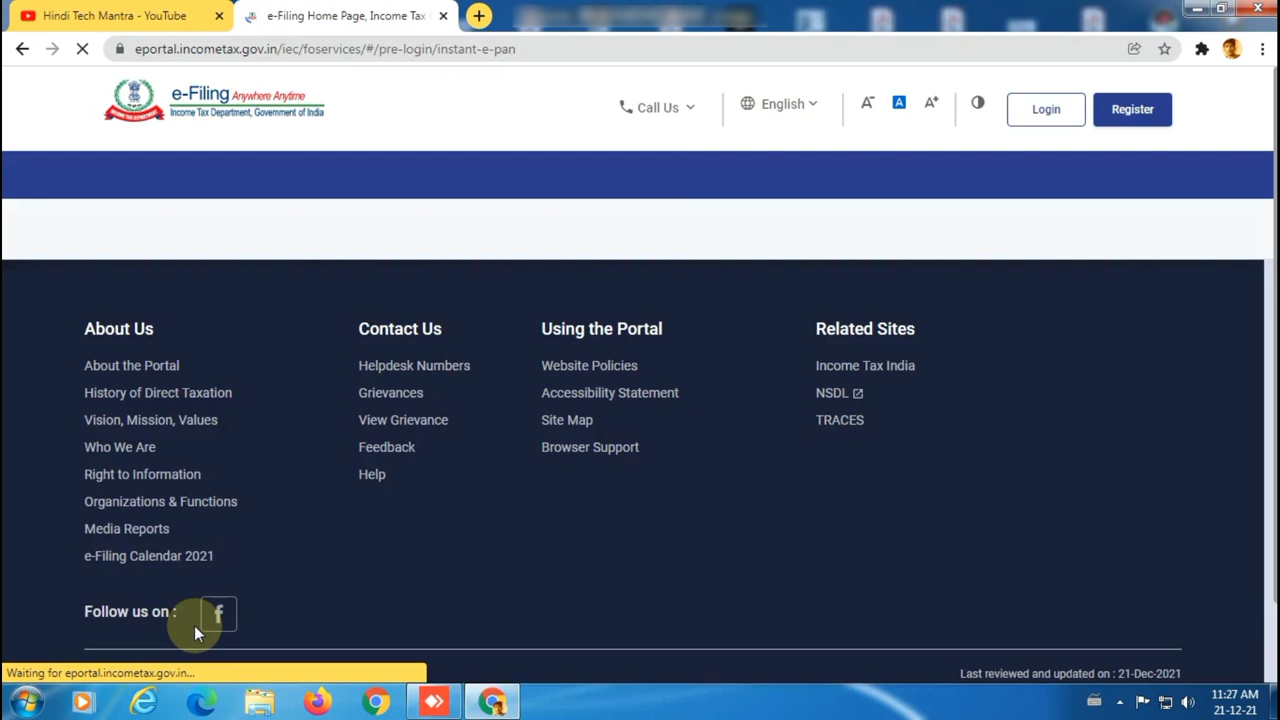 Hindi Tech Mantra - YouTube
e-Filing Home Page, Income Tax
eportal.incometax.gov.in/iec/foservices/#/pre-login/instant-e-pan
e-Filing Anywhere Anytime
Income Tax Department, Government of India
Call Us
English
A-
A
A+
Login
Register
About Us
About the Portal
History of Direct Taxation
Vision, Mission, Values
Who We Are
Right to Information
Organizations & Functions
Media Reports
e-Filing Calendar 2021
Contact Us
Helpdesk Numbers
Grievances
View Grievance
Feedback
Help
Using the Portal
Website Policies
Accessibility Statement
Site Map
Browser Support
Related Sites
Income Tax India
NSDL
TRACES
Follow us on :
Waiting for eportal.incometax.gov.in...
Last reviewed and updated on : 21-Dec-2021
11:27 AM
21-12-21